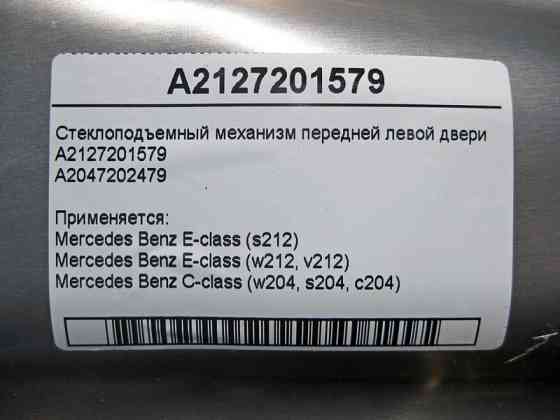 A2127201579
Стеклоподъемный механизм передней левой двери
A2127201579
A2047202479
Применяется:
Mercedes Benz E-class (s212)
Mercedes Benz E-class (w212, v212)
Mercedes Benz C-class (w204, s204, c204)